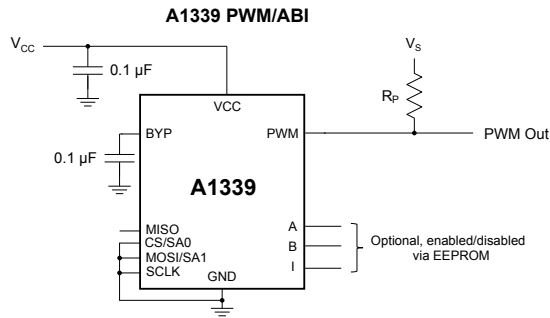 A1339 PWM/ABI
VCC
VS
0.1 µF
RP
VCC
BYP
PWM
PWM Out
0.1 µF
A1339
A
MISO
CS/SA0
B
Optional, enabled/disabled
via EEPROM
MOSI/SA1
SCLK
I
GND